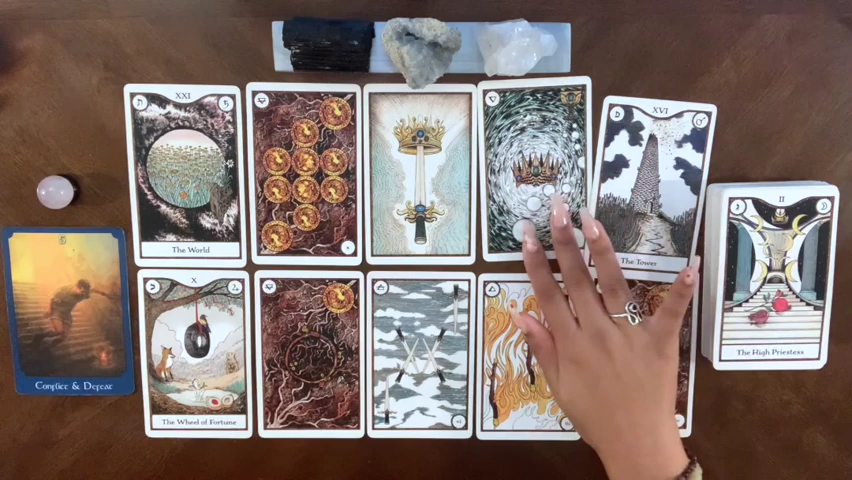 XXI
The World
XVI
The Tower
II
The High Priestess
X
The Wheel of Fortune
Conflict & Defeat